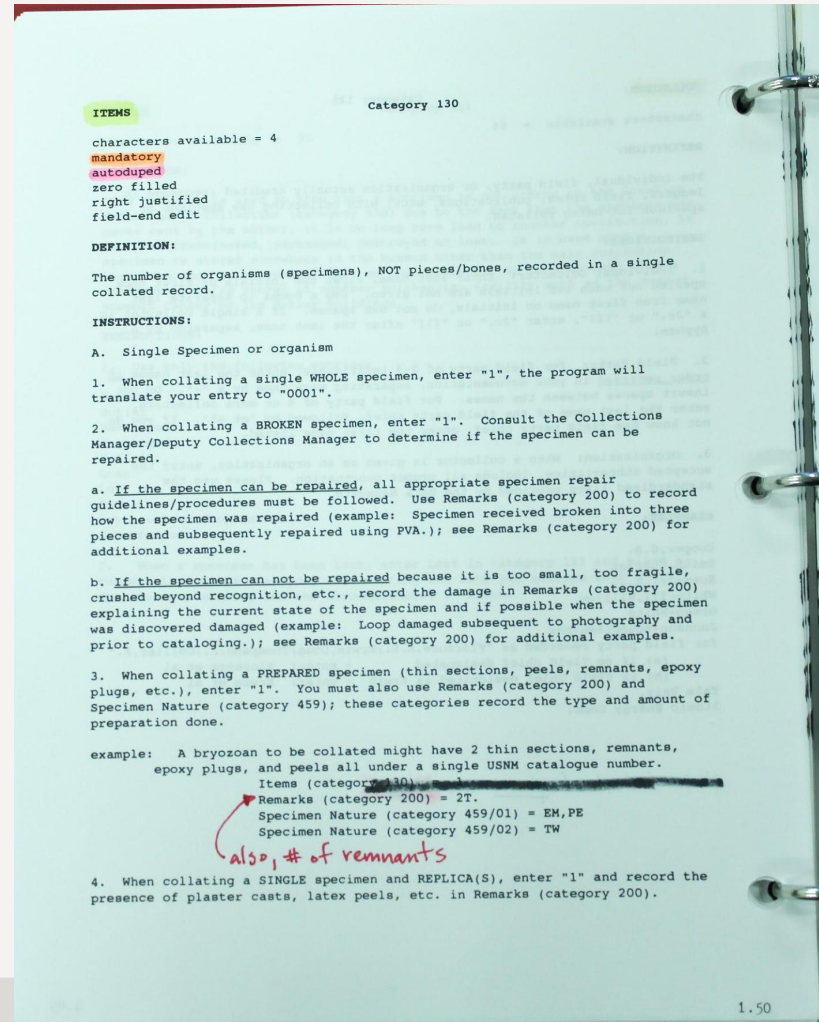 Category 130
ITEMS
characters available = 4
mandatory
autoduped
zero filled
right justified
field-end edit
DEFINITION:
The number of organisms (specimens), NOT pieces/bones, recorded in a single
collated record.
INSTRUCTIONS:
A. Single Specimen or organism
1. When collating a single WHOLE specimen, enter "1", the program will
translate your entry to "0001".
2. When collating a BROKEN specimen, enter "1". Consult the Collections
Manager/Deputy Collections Manager to determine if the specimen can be
repaired.
a. If the specimen can be repaired, all appropriate specimen repair
guidelines/procedures must be followed. Use Remarks (category 200) to record
how the specimen was repaired (example: Specimen received broken into three
pieces and subsequently repaired using PVA.); see Remarks (category 200) for
additional examples.
b. If the specimen can not be repaired because it is too small, too fragile,
crushed beyond recognition, etc., record the damage in Remarks (category 200)
explaining the current state of the specimen and if possible when the specimen
was discovered damaged (example: Loop damaged subsequent to photography and
prior to cataloging.); see Remarks (category 200) for additional examples.
3. When collating a PREPARED specimen (thin sections, peels, remnants, epoxy
plugs, etc.), enter "1". You must also use Remarks (category 200) and
Specimen Nature (category 459); these categories record the type and amount of
preparation done.
example: A bryozoan to be collated might have 2 thin sections, remnants,
epoxy plugs, and peels all under a single USNM catalogue number.
Items (category 130)
Remarks (category 200) = 2T.
Specimen Nature (category 459/01) = EM,PE
Specimen Nature (category 459/02) = TW
also, # of remnants
4. When collating a SINGLE specimen and REPLICA(S), enter "1" and record the
presence of plaster casts, latex peels, etc. in Remarks (category 200).
1.50